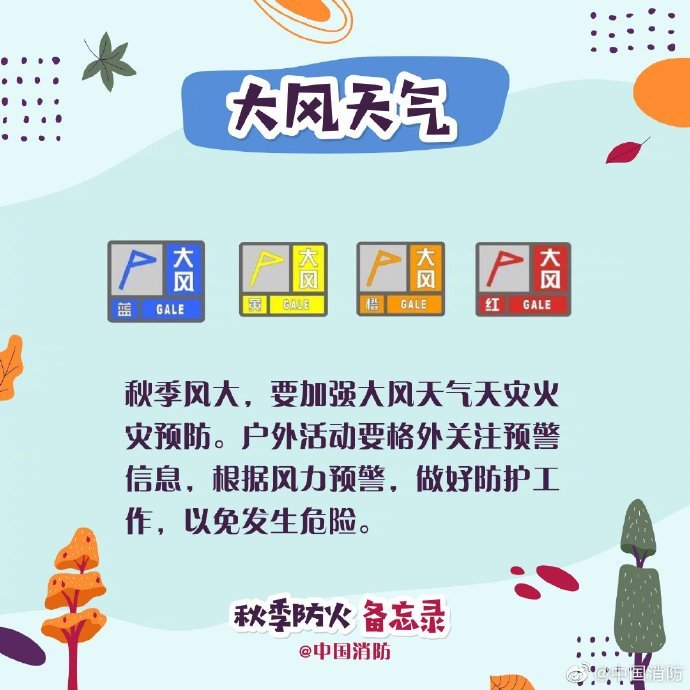 大风天气
大风
蓝 GALE
大风
黄 GALE
大风
橙 GALE
大风
红 GALE
秋季风大，要加强大风天气天灾火
灾预防。户外活动要格外关注预警
信息，根据风力预警，做好防护工
作，以免发生危险。
秋季防火 备忘录
@中国消防
@中国消防